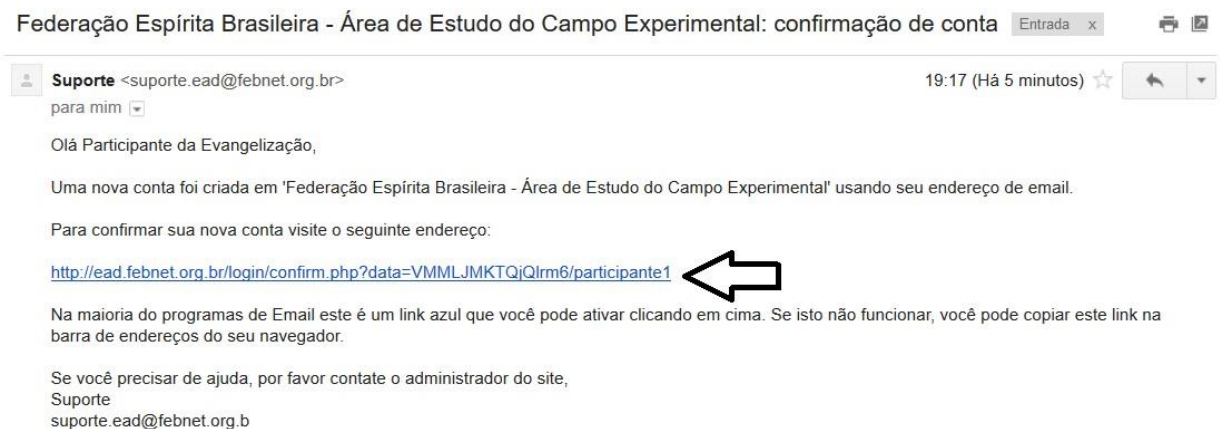 Federação Espírita Brasileira - Área de Estudo do Campo Experimental: confirmação de conta Entrada x
Suporte <suporte.ead@febnet.org.br> 19:17 (Há 5 minutos)
para mim
Olá Participante da Evangelização,
Uma nova conta foi criada em 'Federação Espírita Brasileira - Área de Estudo do Campo Experimental' usando seu endereço de email.
Para confirmar sua nova conta visite o seguinte endereço:
http://ead.febnet.org.br/login/confirm.php?data=VMMLJMKTQjQlrm6/participante1
Na maioria do programas de Email este é um link azul que você pode ativar clicando em cima. Se isto não funcionar, você pode copiar este link na
barra de endereços do seu navegador.
Se você precisar de ajuda, por favor contate o administrador do site,
Suporte
suporte.ead@febnet.org.b